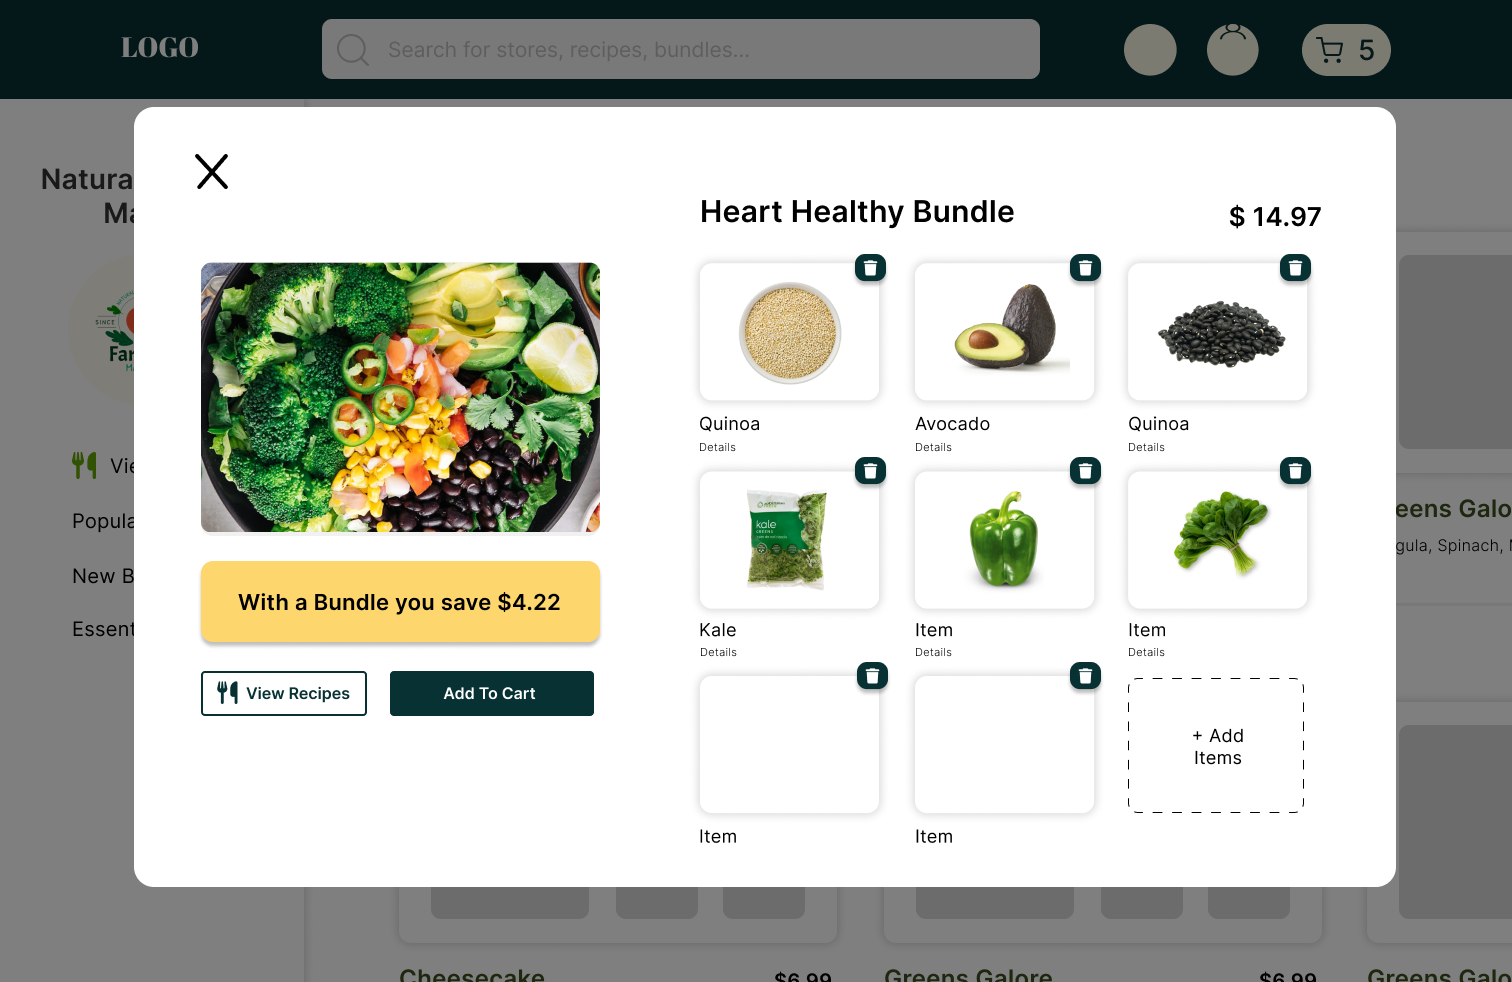 LOGO
Search for stores, recipes, bundles...
5
Natura
Ma
SINCE
Far
Vie
Popula
New B
Essent
Heart Healthy Bundle
$ 14.97
Quinoa
Details
Avocado
Details
Quinoa
Details
kale
GREENS
Kale
Details
Item
Details
Item
Details
Item
Item
+ Add
Items
With a Bundle you save $4.22
View Recipes
Add To Cart
eens Galo
gula, Spinach,
Cheesecake
$6.99
Greens Galore
$6.99
Greens Galo